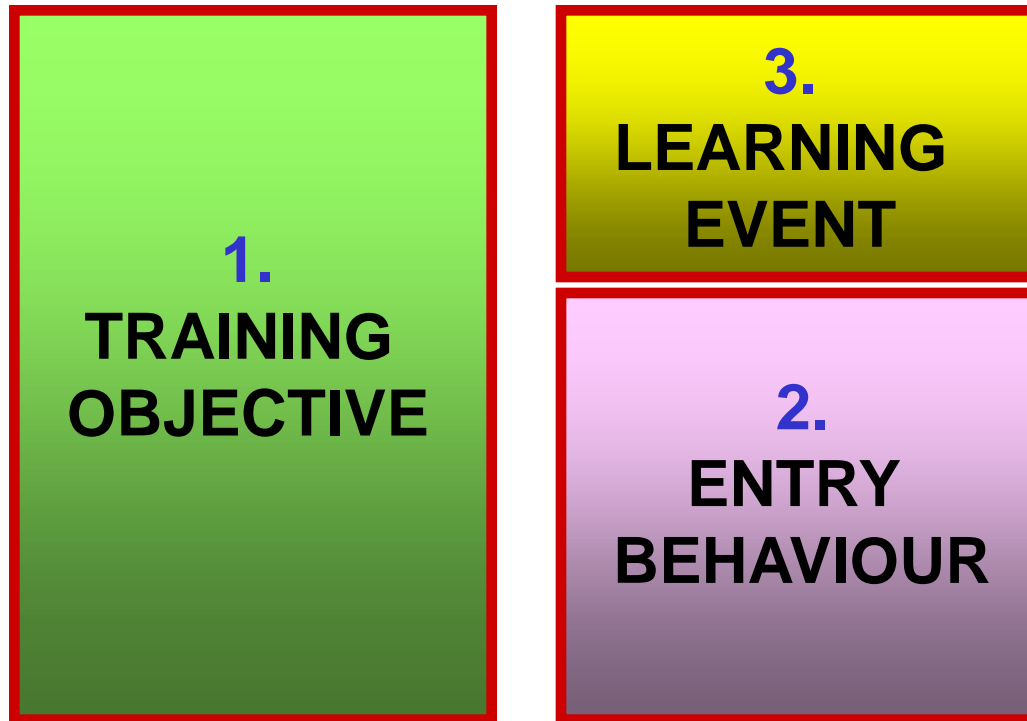 1.
TRAINING
OBJECTIVE
3.
LEARNING
EVENT
2.
ENTRY
BEHAVIOUR